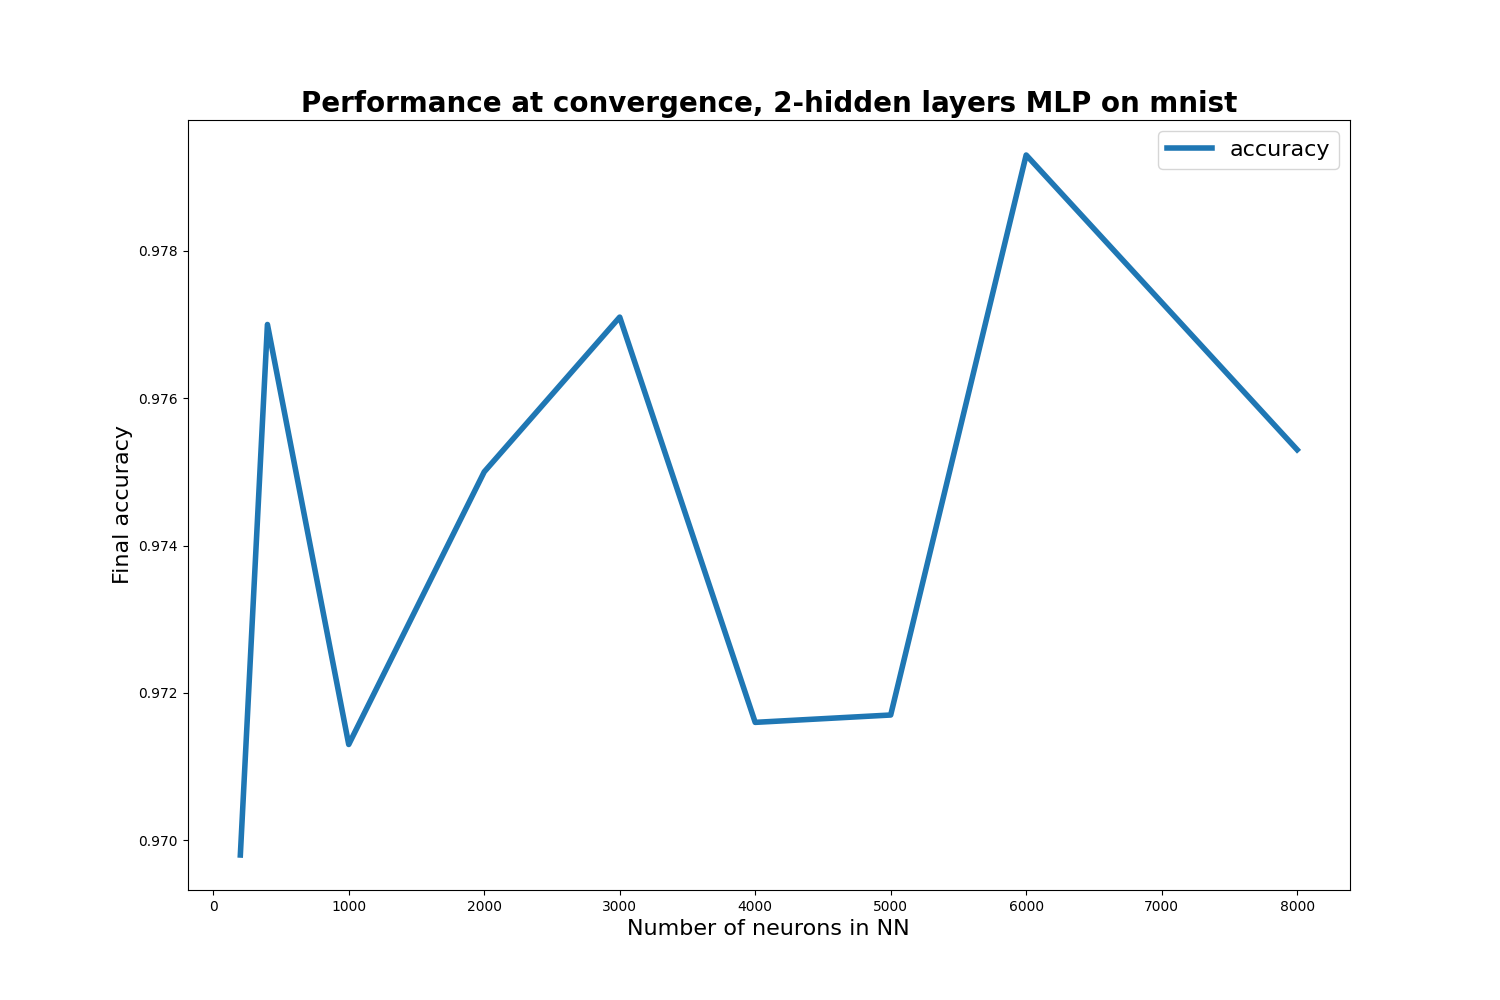 Performance at convergence, 2-hidden layers MLP on mnist
accuracy
0.978
0.976
0.974
0.972
0.970
Final accuracy
0 1000 2000 3000 4000 5000 6000 7000 8000
Number of neurons in NN